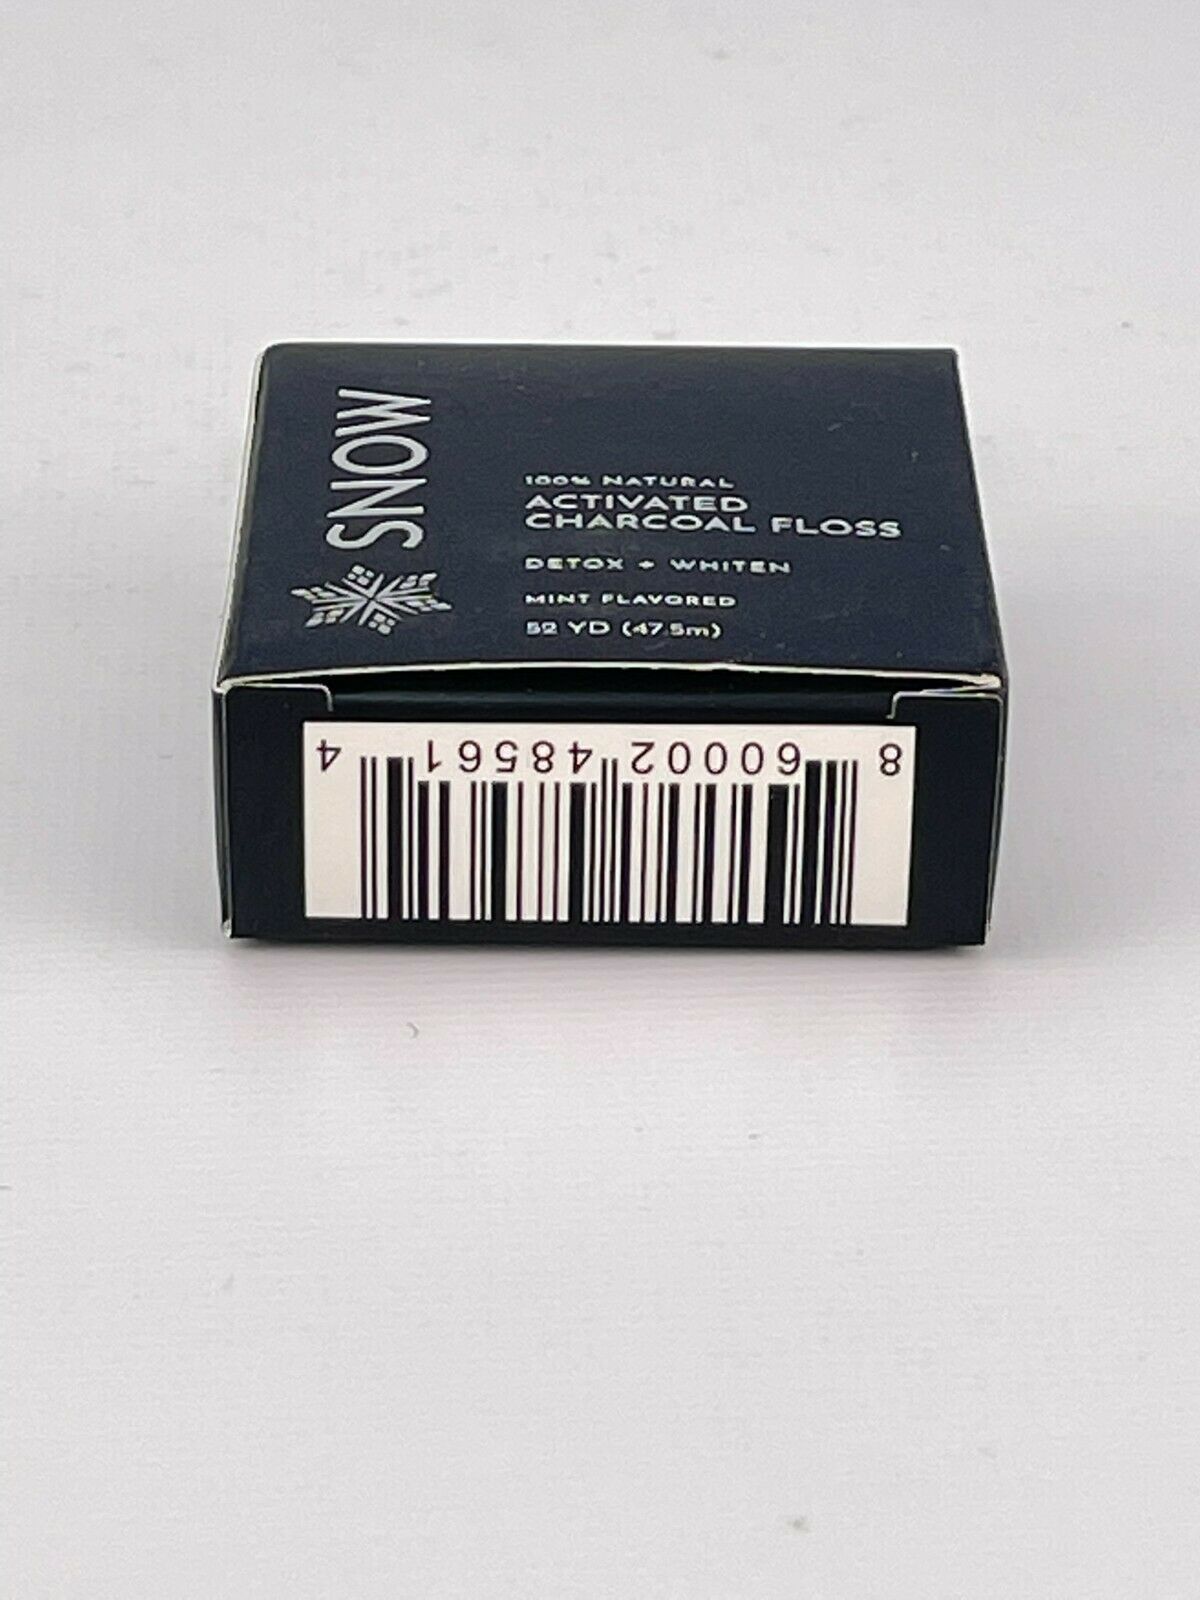 SNOW
100% NATURAL
ACTIVATED
CHARCOAL FLOSS
DETOX + WHITEN
MINT FLAVORED
52 YD (47.5m)
8 60002 48561 4